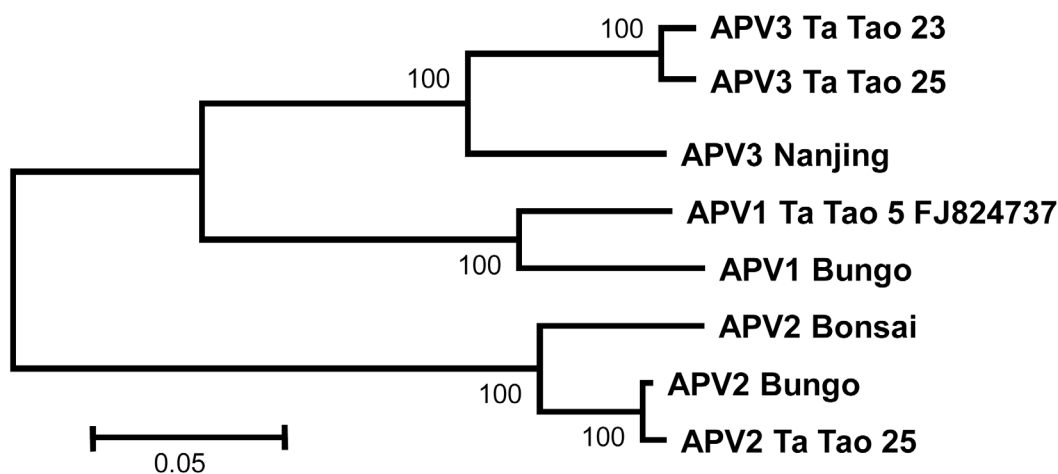 100
APV3 Ta Tao 23
100
APV3 Ta Tao 25
APV3 Nanjing
APV1 Ta Tao 5 FJ824737
100
APV1 Bungo
APV2 Bonsai
100
APV2 Bungo
100
APV2 Ta Tao 25
0.05